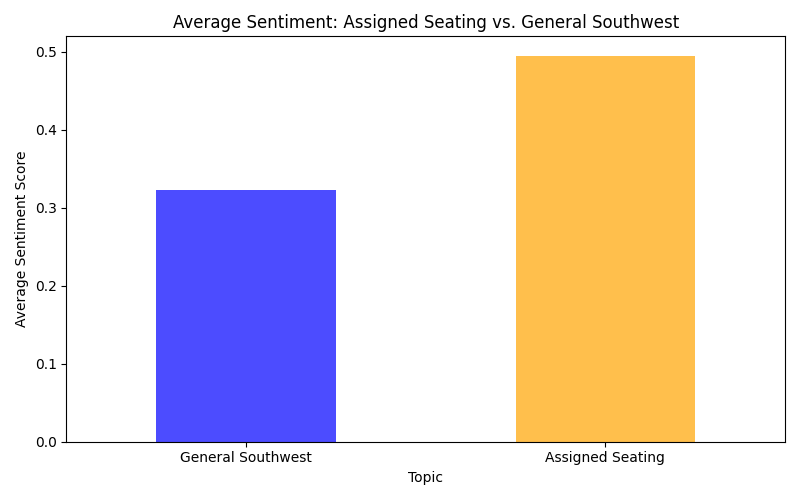 Average Sentiment: Assigned Seating vs. General Southwest
0.5
0.4
0.3
0.2
0.1
0.0
Average Sentiment Score
General Southwest
Assigned Seating
Topic